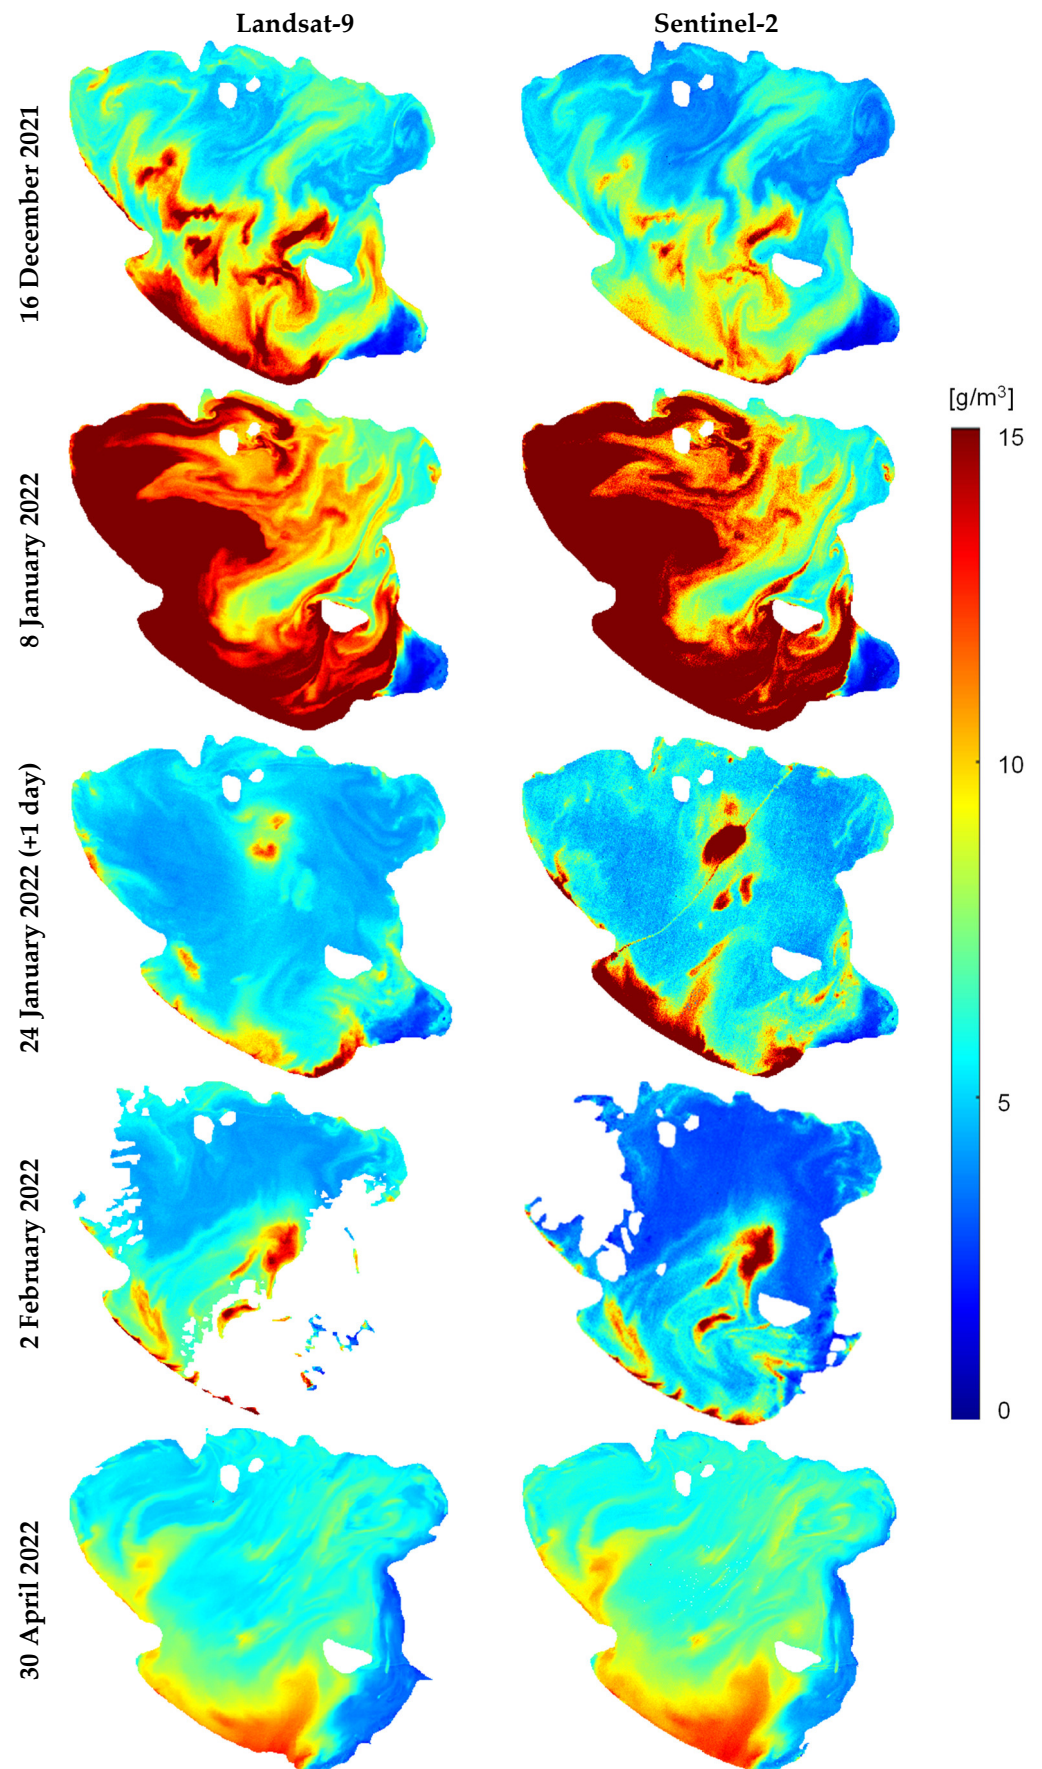 Landsat-9
Sentinel-2
16 December 2021
8 January 2022
[g/m³]
15
10
24 January 2022 (+1 day)
5
2 February 2022
0
30 April 2022